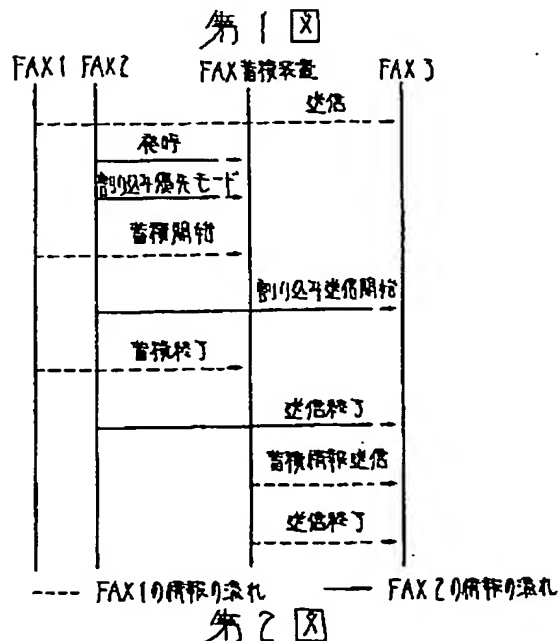 第1図
FAX1 FAX2 FAX蓄積装置 FAX3
送信
発呼
割り込み優先モード
蓄積開始
割り込み送信開始
蓄積終了
送信終了
蓄積情報送信
送信終了
FAX1の情報の流れ FAX2の情報の流れ
第2図